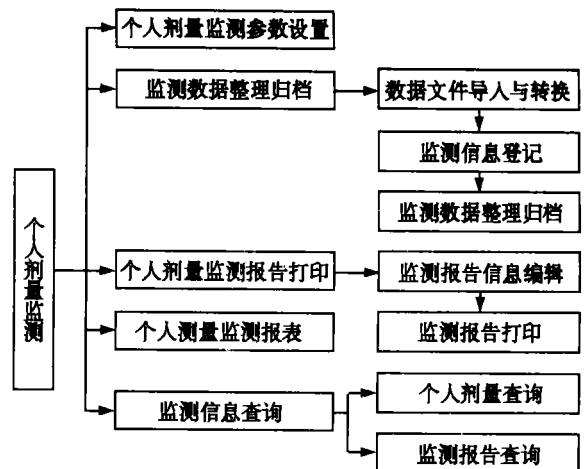 个人剂量监测参数设置
监测数据整理归档
数据文件导入与转换
监测信息登记
监测数据整理归档
个人剂量监测
个人剂量监测报告打印
监测报告信息编辑
个人测量监测报表
监测报告打印
监测信息查询
个人剂量查询
监测报告查询